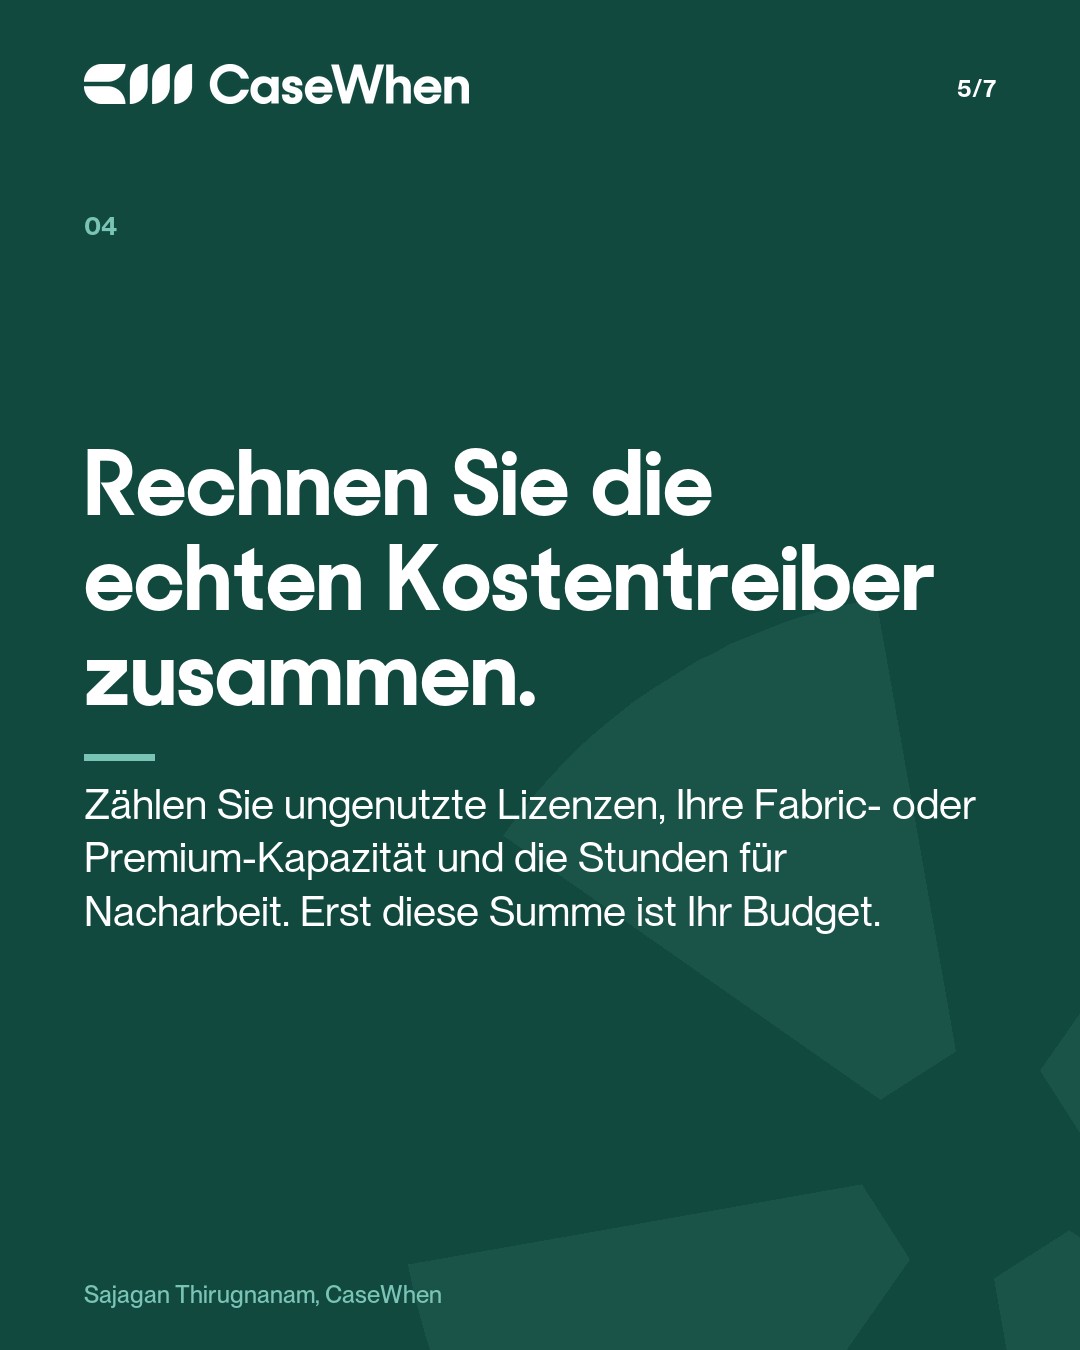 CaseWhen
5/7
04
Rechnen Sie die
echten Kostentreiber
zusammen.
Zählen Sie ungenutzte Lizenzen, Ihre Fabric- oder
Premium-Kapazität und die Stunden für
Nacharbeit. Erst diese Summe ist Ihr Budget.
Sajagan Thirugnanam, CaseWhen